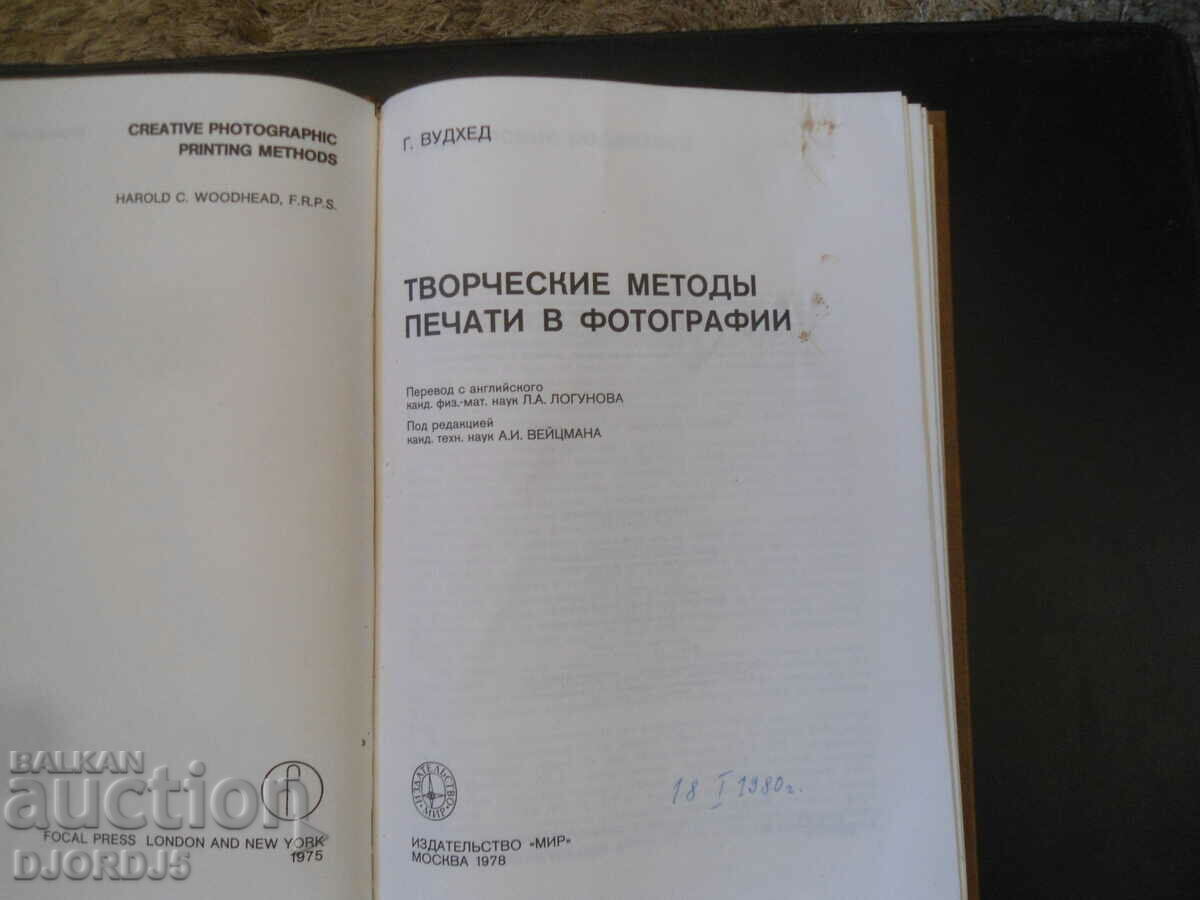 CREATIVE PHOTOGRAPHIC
PRINTING METHODS
HAROLD C. WOODHEAD, F.R.P.S.
FOCAL PRESS LONDON AND NEW YORK
1975
Г. ВУДХЕД
ТВОРЧЕСКИЕ МЕТОДЫ
ПЕЧАТИ В ФОТОГРАФИИ
Перевод с английского
канд. физ.-мат. наук Л.А. ЛОГУНОВА
Под редакцией
канд. техн. наук А.И. ВЕЙЦМАНА
ИЗДАТЕЛЬСТВО
МИР
18 I 1980г.
ИЗДАТЕЛЬСТВО «МИР»
МОСКВА 1978
BALKAN
auction
DJORDJ5